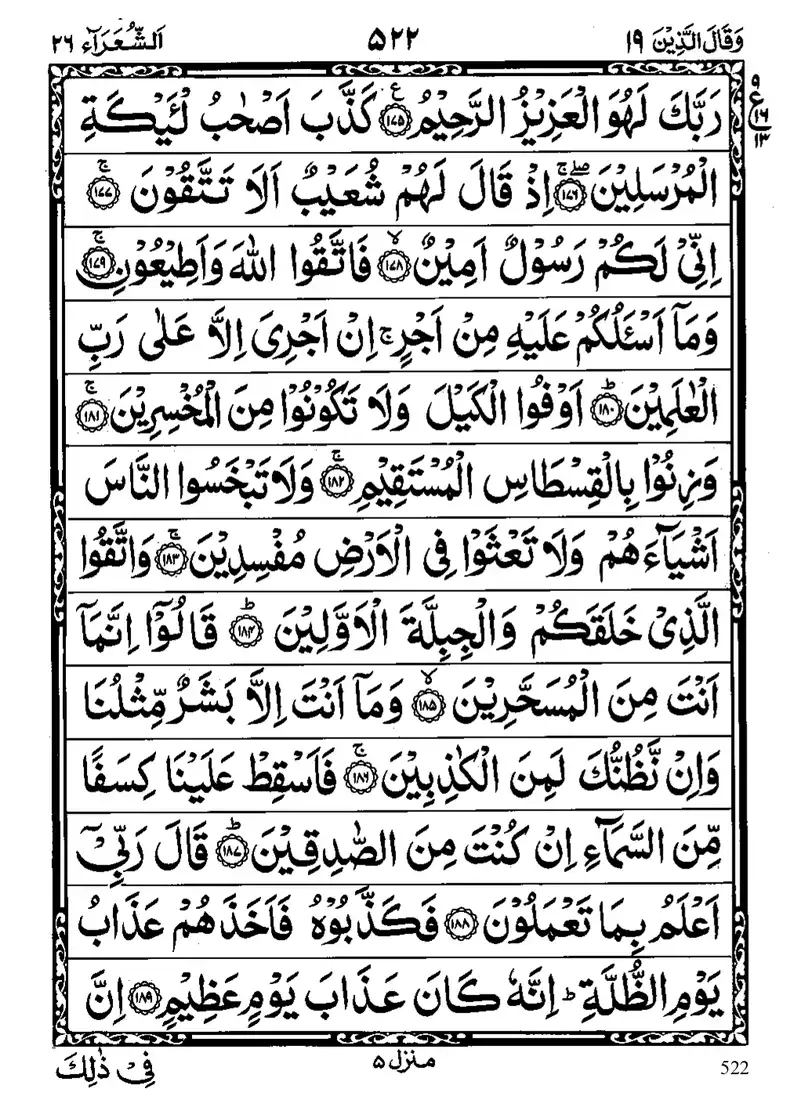 وَقَالَ الَّذِيْنَ ١٩ ٥٢٢ اَلشُّعَرَآء ٢٦
٩ ع ١٦ ١٣
رَبَّكَ لَهُوَ الْعَزِيْزُ الرَّحِيْمُ ﴿١٧٥﴾ ع كَذَّبَ اَصْحٰبُ لْـَٔيْكَةِ
الْمُرْسَلِيْنَ ﴿١٧٦﴾ ۖۚ اِذْ قَالَ لَهُمْ شُعَيْبٌ اَلَا تَتَّقُوْنَ ﴿١٧٧﴾ ۚ
اِنِّىْ لَكُمْ رَسُوْلٌ اَمِيْنٌ ﴿١٧٨﴾ ۙ فَاتَّقُوا اللّٰهَ وَاَطِيْعُوْنِ ﴿١٧٩﴾ ۚ
وَمَآ اَسْـَٔلُكُمْ عَلَيْهِ مِنْ اَجْرٍ ۚ اِنْ اَجْرِىَ اِلَّا عَلٰى رَبِّ
الْعٰلَمِيْنَ ﴿١٨٠﴾ ؕ اَوْفُوا الْكَيْلَ وَلَا تَكُوْنُوْا مِنَ الْمُخْسِرِيْنَ ﴿١٨١﴾ ۚ
وَزِنُوْا بِالْقِسْطَاسِ الْمُسْتَقِيْمِ ﴿١٨٢﴾ ۚ وَلَا تَبْخَسُوا النَّاسَ
اَشْيَآءَهُمْ وَلَا تَعْثَوْا فِى الْاَرْضِ مُفْسِدِيْنَ ﴿١٨٣﴾ ۚ وَاتَّقُوا
الَّذِىْ خَلَقَكُمْ وَالْجِبِلَّةَ الْاَوَّلِيْنَ ﴿١٨٤﴾ ؕ قَالُوْۤا اِنَّمَاۤ
اَنْتَ مِنَ الْمُسَحَّرِيْنَ ﴿١٨٥﴾ ۙ وَمَاۤ اَنْتَ اِلَّا بَشَرٌ مِّثْلُنَا
وَاِنْ نَّظُنُّكَ لَمِنَ الْكٰذِبِيْنَ ﴿١٨٦﴾ ۚ فَاَسْقِطْ عَلَيْنَا كِسَفًا
مِّنَ السَّمَآءِ اِنْ كُنْتَ مِنَ الصّٰدِقِيْنَ ﴿١٨٧﴾ ؕ قَالَ رَبِّىْۤ
اَعْلَمُ بِمَا تَعْمَلُوْنَ ﴿١٨٨﴾ فَكَذَّبُوْهُ فَاَخَذَهُمْ عَذَابُ
يَوْمِ الظُّلَّةِ ؕ اِنَّهٗ كَانَ عَذَابَ يَوْمٍ عَظِيْمٍ ﴿١٨٩﴾ اِنَّ
فِىْ ذٰلِكَ منزل ٥ 522